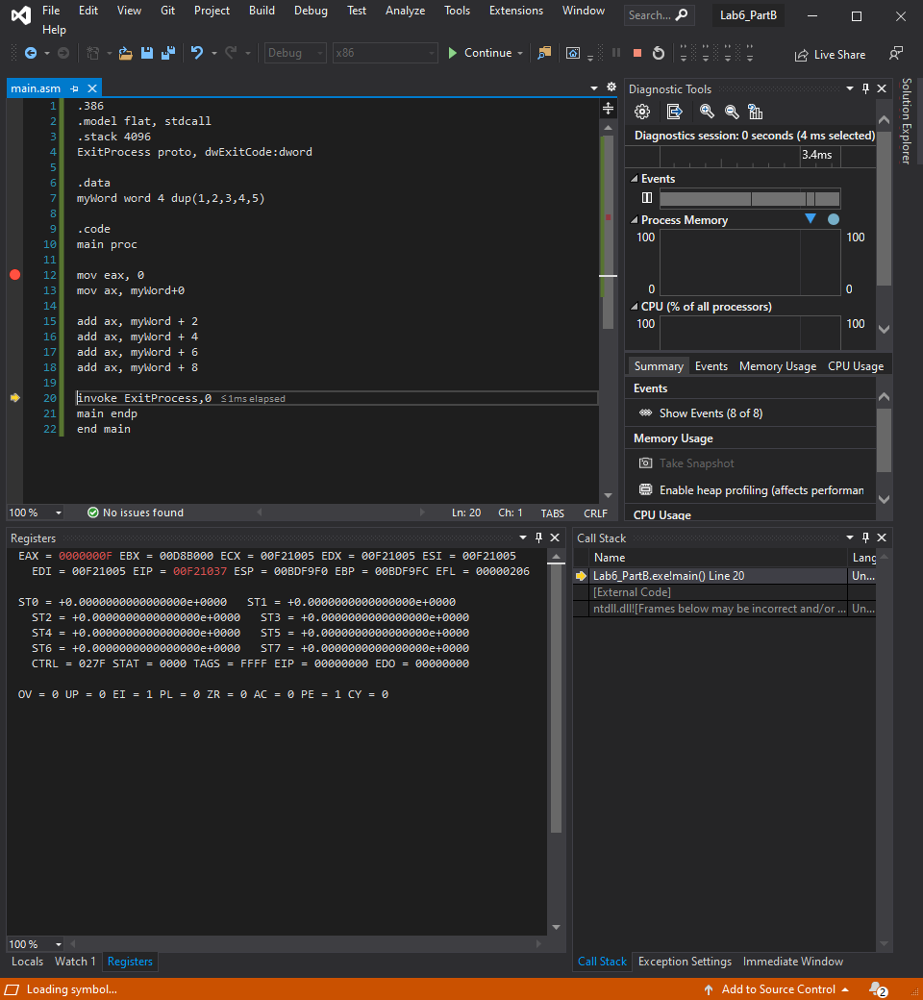 File Edit View Git Project Build Debug Test Analyze Tools Extensions Window Search... Lab6_PartB
Help
Debug x86 Continue Live Share
main.asm
1 .386
2 .model flat, stdcall
3 .stack 4096
4 ExitProcess proto, dwExitCode:dword
5
6 .data
7 myWord word 4 dup(1,2,3,4,5)
8
9 .code
10 main proc
11
12 mov eax, 0
13 mov ax, myWord+0
14
15 add ax, myWord + 2
16 add ax, myWord + 4
17 add ax, myWord + 6
18 add ax, myWord + 8
19
20 invoke ExitProcess,0 ≤1ms elapsed
21 main endp
22 end main
100 % No issues found Ln: 20 Ch: 1 TABS CRLF
Diagnostic Tools
Diagnostics session: 0 seconds (4 ms selected)
3.4ms
Events
Process Memory
100 100
0 0
CPU (% of all processors)
100 100
Summary Events Memory Usage CPU Usage
Events
Show Events (8 of 8)
Memory Usage
Take Snapshot
Enable heap profiling (affects performan
CPU Usage
Solution Explorer
Registers
EAX = 0000000F EBX = 00D8B000 ECX = 00F21005 EDX = 00F21005 ESI = 00F21005
EDI = 00F21005 EIP = 00F21037 ESP = 00BDF9F0 EBP = 00BDF9FC EFL = 00000206
ST0 = +0.0000000000000000e+0000 ST1 = +0.0000000000000000e+0000
ST2 = +0.0000000000000000e+0000 ST3 = +0.0000000000000000e+0000
ST4 = +0.0000000000000000e+0000 ST5 = +0.0000000000000000e+0000
ST6 = +0.0000000000000000e+0000 ST7 = +0.0000000000000000e+0000
CTRL = 027F STAT = 0000 TAGS = FFFF EIP = 00000000 EDO = 00000000
OV = 0 UP = 0 EI = 1 PL = 0 ZR = 0 AC = 0 PE = 1 CY = 0
100 %
Locals Watch 1 Registers
Call Stack
Name Lang
Lab6_PartB.exe!main() Line 20 Un...
[External Code]
ntdll.dll![Frames below may be incorrect and/or ... Un...
Call Stack Exception Settings Immediate Window
Loading symbol... Add to Source Control 2